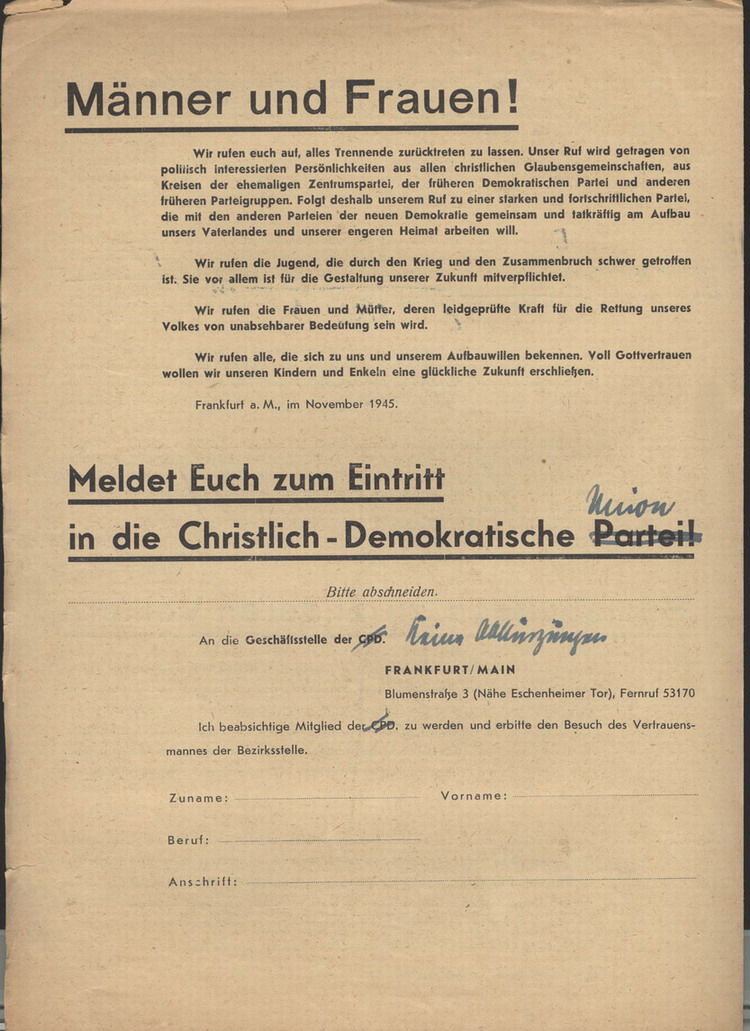 Männer und Frauen!
Wir rufen euch auf, alles Trennende zurücktreten zu lassen. Unser Ruf wird getragen von
politisch interessierten Persönlichkeiten aus allen christlichen Glaubensgemeinschaften, aus
Kreisen der ehemaligen Zentrumspartei, der früheren Demokratischen Partei und anderen
früheren Parteigruppen. Folgt deshalb unserem Ruf zu einer starken und fortschrittlichen Partei,
die mit den anderen Parteien der neuen Demokratie gemeinsam und tatkräftig am Aufbau
unsers Vaterlandes und unserer engeren Heimat arbeiten will.
Wir rufen die Jugend, die durch den Krieg und den Zusammenbruch schwer getroffen
ist. Sie vor allem ist für die Gestaltung unserer Zukunft mitverpflichtet.
Wir rufen die Frauen und Mütter, deren leidgeprüfte Kraft für die Rettung unseres
Volkes von unabsehbarer Bedeutung sein wird.
Wir rufen alle, die sich zu uns und unserem Aufbauwillen bekennen. Voll Gottvertrauen
wollen wir unseren Kindern und Enkeln eine glückliche Zukunft erschließen.
Frankfurt a. M., im November 1945.
Meldet Euch zum Eintritt
Union
in die Christlich-Demokratische Partei!
Bitte abschneiden.
An die Geschäftsstelle der CPD. Keine Abkürzungen
FRANKFURT/MAIN
Blumenstraße 3 (Nähe Eschenheimer Tor), Fernruf 53170
Ich beabsichtige Mitglied der CPD. zu werden und erbitte den Besuch des Vertrauens-
mannes der Bezirksstelle.
Zuname: Vorname:
Beruf:
Anschrift: